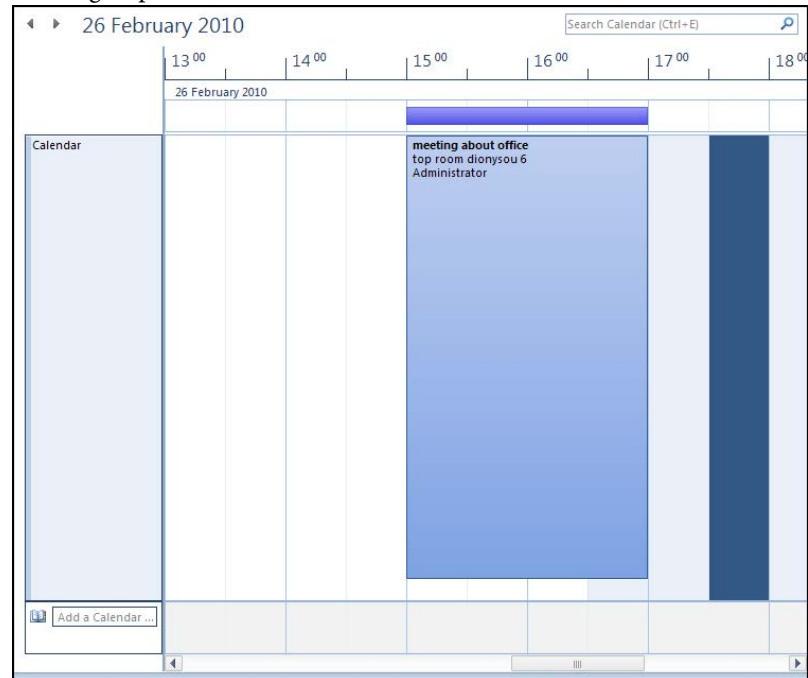 26 February 2010
Search Calendar (Ctrl+E)
13 00 14 00 15 00 16 00 17 00 18 00
26 February 2010
Calendar
meeting about office
top room dionysou 6
Administrator
Add a Calendar ...